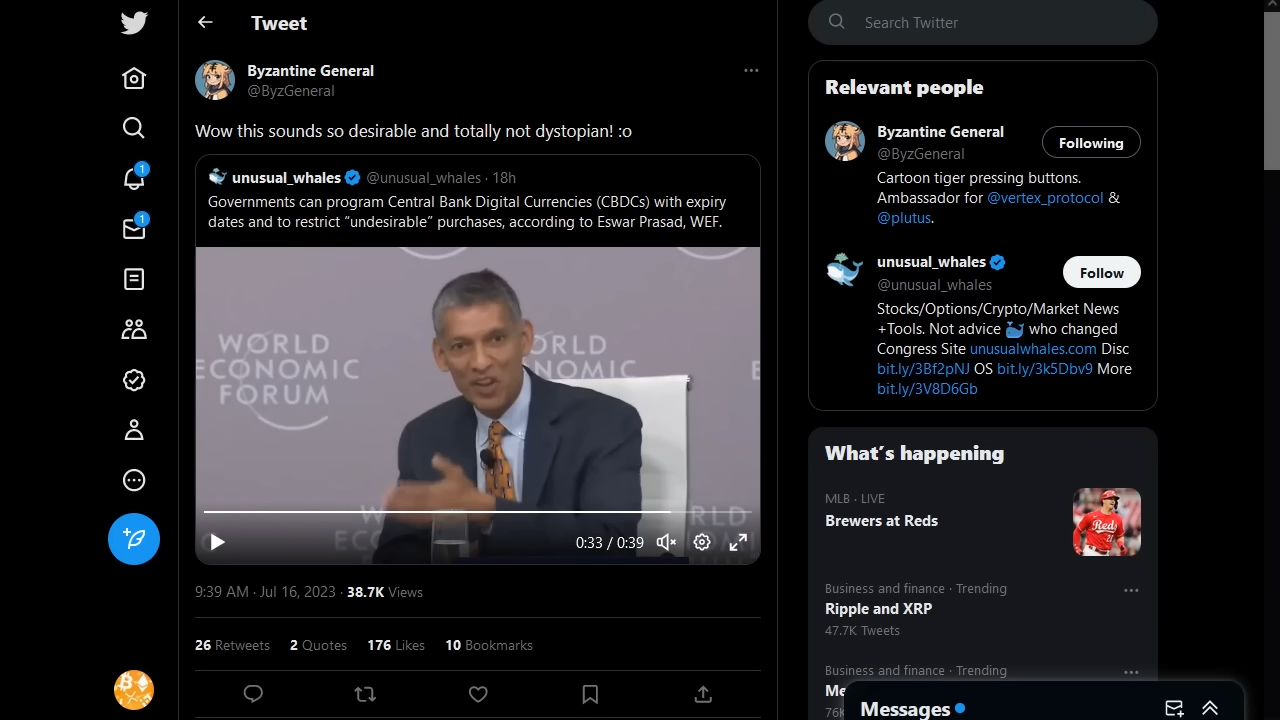 Tweet
Byzantine General
@ByzGeneral
Wow this sounds so desirable and totally not dystopian! :o
unusual_whales @unusual_whales · 18h
Governments can program Central Bank Digital Currencies (CBDCs) with expiry
dates and to restrict “undesirable” purchases, according to Eswar Prasad, WEF.
WORLD
ECONOMIC
FORUM
0:33 / 0:39
9:39 AM · Jul 16, 2023 · 38.7K Views
26 Retweets 2 Quotes 176 Likes 10 Bookmarks
1
1
Search Twitter
Relevant people
Byzantine General
@ByzGeneral
Following
Cartoon tiger pressing buttons.
Ambassador for @vertex_protocol &
@plutus.
unusual_whales
@unusual_whales
Follow
Stocks/Options/Crypto/Market News
+Tools. Not advice who changed
Congress Site unusualwhales.com Disc
bit.ly/3Bf2pNJ OS bit.ly/3k5Dbv9 More
bit.ly/3V8D6Gb
What's happening
MLB · LIVE
Brewers at Reds
Reds
Business and finance · Trending
Ripple and XRP
47.7K Tweets
Business and finance · Trending
Messages